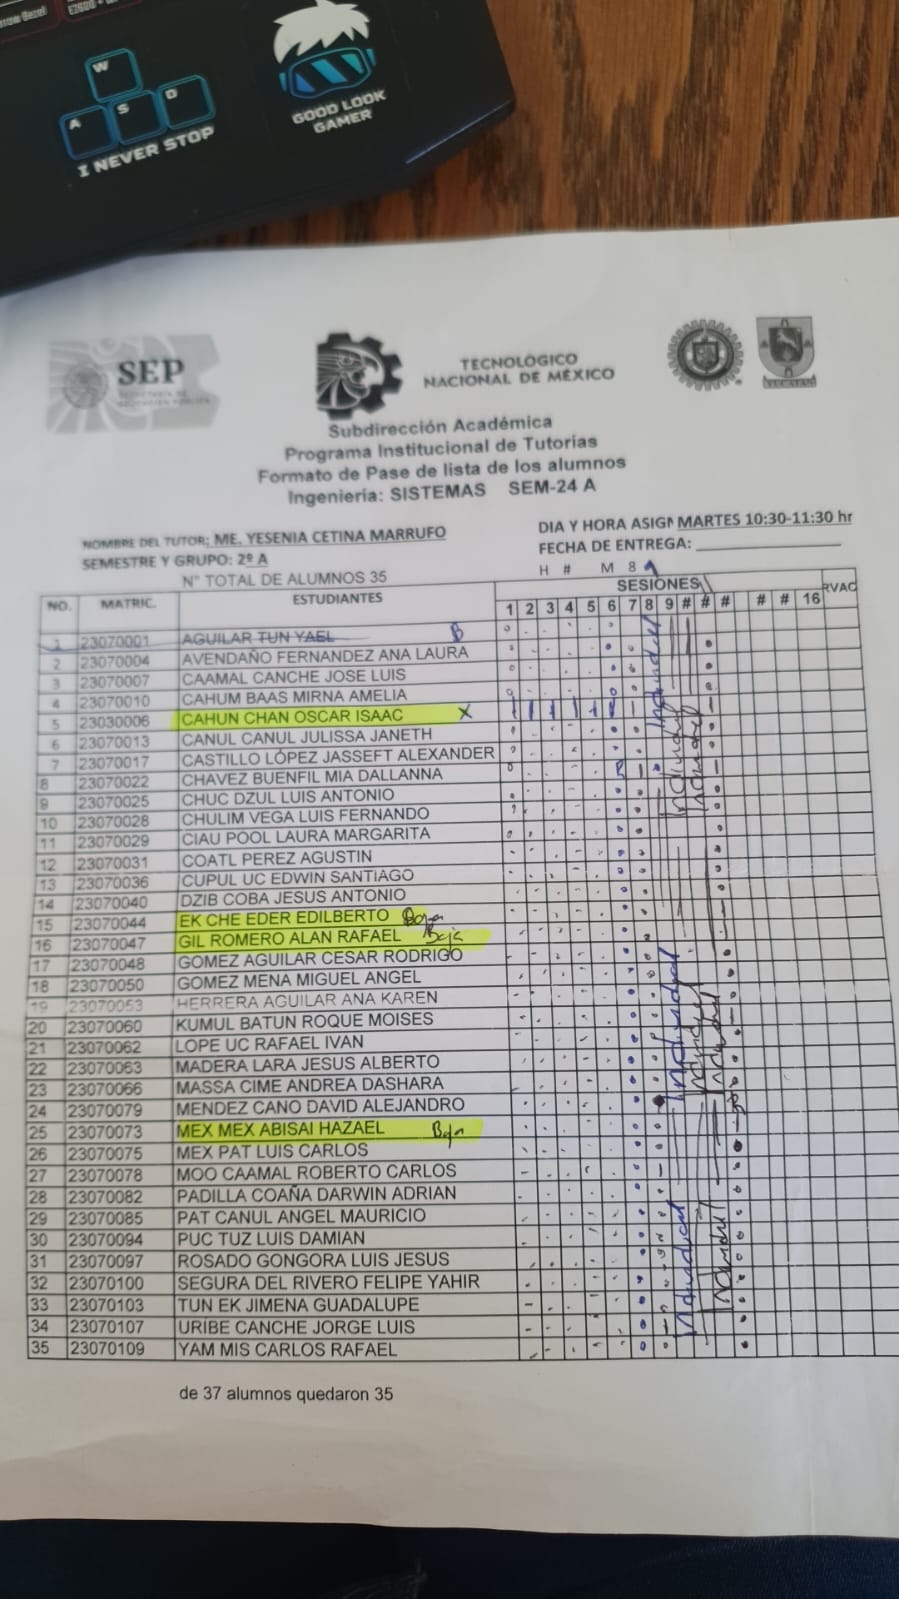 EZ600
W
A S D
I NEVER STOP
GOOD LOOK
GAMER
SEP
TECNOLÓGICO
NACIONAL DE MÉXICO
YUCATAN
Subdirección Académica
Programa Institucional de Tutorías
Formato de Pase de lista de los alumnos
Ingeniería: SISTEMAS SEM-24 A
NOMBRE DEL TUTOR: ME. YESENIA CETINA MARRUFO
DIA Y HORA ASIGN MARTES 10:30-11:30 hr
SEMESTRE Y GRUPO: 2º A
FECHA DE ENTREGA:
N° TOTAL DE ALUMNOS 35
H # M 8
NO. MATRIC. ESTUDIANTES SESIONES RVAC
1 2 3 4 5 6 7 8 9 # # # # # 16
1 23070001 AGUILAR TUN YAEL B
2 23070004 AVENDAÑO FERNANDEZ ANA LAURA
3 23070007 CAAMAL CANCHE JOSE LUIS
4 23070010 CAHUM BAAS MIRNA AMELIA
5 23030006 CAHUN CHAN OSCAR ISAAC X
6 23070013 CANUL CANUL JULISSA JANETH
7 23070017 CASTILLO LÓPEZ JASSEFT ALEXANDER
8 23070022 CHAVEZ BUENFIL MIA DALLANNA
9 23070025 CHUC DZUL LUIS ANTONIO
10 23070028 CHULIM VEGA LUIS FERNANDO
11 23070029 CIAU POOL LAURA MARGARITA
12 23070031 COATL PEREZ AGUSTIN
13 23070036 CUPUL UC EDWIN SANTIAGO
14 23070040 DZIB COBA JESUS ANTONIO
15 23070044 EK CHE EDER EDILBERTO Baja
16 23070047 GIL ROMERO ALAN RAFAEL Baja
17 23070048 GOMEZ AGUILAR CESAR RODRIGO
18 23070050 GOMEZ MENA MIGUEL ANGEL
19 23070053 HERRERA AGUILAR ANA KAREN
20 23070060 KUMUL BATUN ROQUE MOISES
21 23070062 LOPE UC RAFAEL IVAN
22 23070063 MADERA LARA JESUS ALBERTO
23 23070066 MASSA CIME ANDREA DASHARA
24 23070079 MENDEZ CANO DAVID ALEJANDRO
25 23070073 MEX MEX ABISAI HAZAEL Baja
26 23070075 MEX PAT LUIS CARLOS
27 23070078 MOO CAAMAL ROBERTO CARLOS
28 23070082 PADILLA COAÑA DARWIN ADRIAN
29 23070085 PAT CANUL ANGEL MAURICIO
30 23070094 PUC TUZ LUIS DAMIAN
31 23070097 ROSADO GONGORA LUIS JESUS
32 23070100 SEGURA DEL RIVERO FELIPE YAHIR
33 23070103 TUN EK JIMENA GUADALUPE
34 23070107 URIBE CANCHE JORGE LUIS
35 23070109 YAM MIS CARLOS RAFAEL
de 37 alumnos quedaron 35